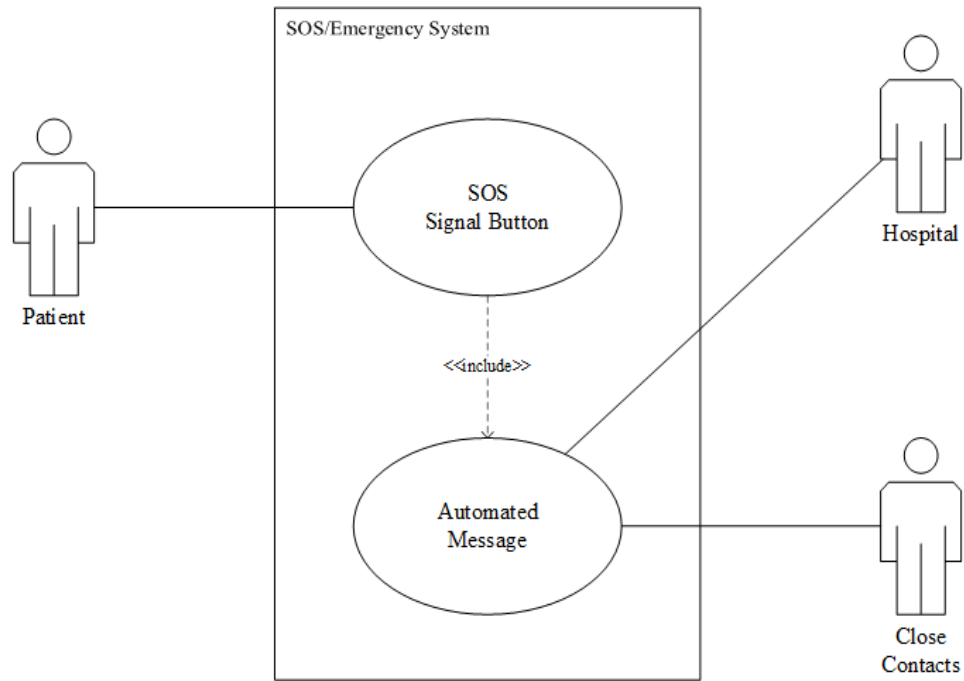 SOS/Emergency System
SOS
Signal Button
Patient
Hospital
<<include>>
Automated
Message
Close
Contacts